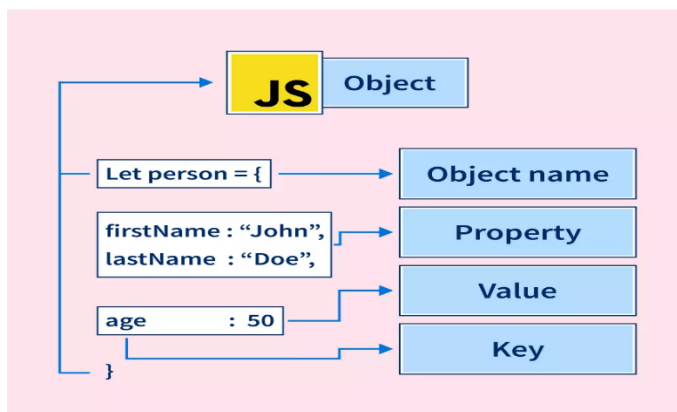 JS Object
Let person = {
Object name
firstName : “John”,
lastName : “Doe”,
Property
Value
age : 50
Key
}